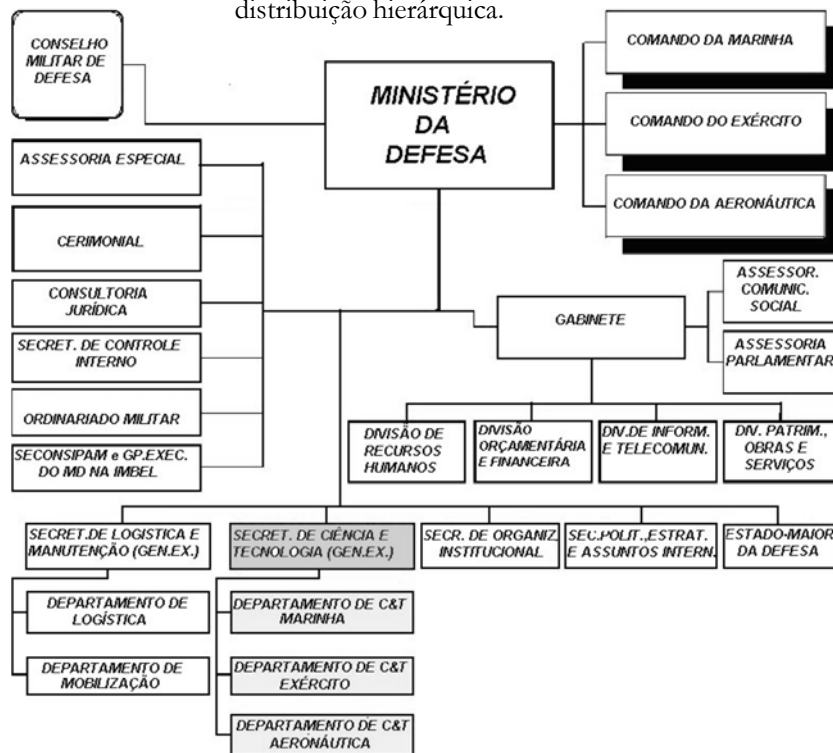 distribuição hierárquica.
CONSELHO
MILITAR DE
DEFESA
MINISTÉRIO
DA
DEFESA
COMANDO DA MARINHA
COMANDO DO EXÉRCITO
COMANDO DA AERONÁUTICA
ASSESSORIA ESPECIAL
CERIMONIAL
CONSULTORIA
JURÍDICA
SECRET. DE CONTROLE
INTERNO
ORDINARIADO MILITAR
SECONSIPAM e GP.EXEC.
DO MD NA IMBEL
GABINETE
ASSESSOR.
COMUNIC.
SOCIAL
ASSESSORIA
PARLAMENTAR
DIVISÃO DE
RECURSOS
HUMANOS
DIVISÃO
ORÇAMENTÁRIA
E FINANCEIRA
DIV.DE INFORM.
E TELECOMUN.
DIV. PATRIM.,
OBRAS E
SERVIÇOS
SECRET.DE LOGISTICA E
MANUTENÇÃO (GEN.EX.)
SECRET. DE CIÊNCIA E
TECNOLOGIA (GEN.EX.)
SECR. DE ORGANIZ.
INSTITUCIONAL
SEC.POLIT.,ESTRAT.
E ASSUNTOS INTERN.
ESTADO-MAIOR
DA DEFESA
DEPARTAMENTO DE
LOGÍSTICA
DEPARTAMENTO DE
MOBILIZAÇÃO
DEPARTAMENTO DE C&T
MARINHA
DEPARTAMENTO DE C&T
EXÉRCITO
DEPARTAMENTO DE C&T
AERONÁUTICA